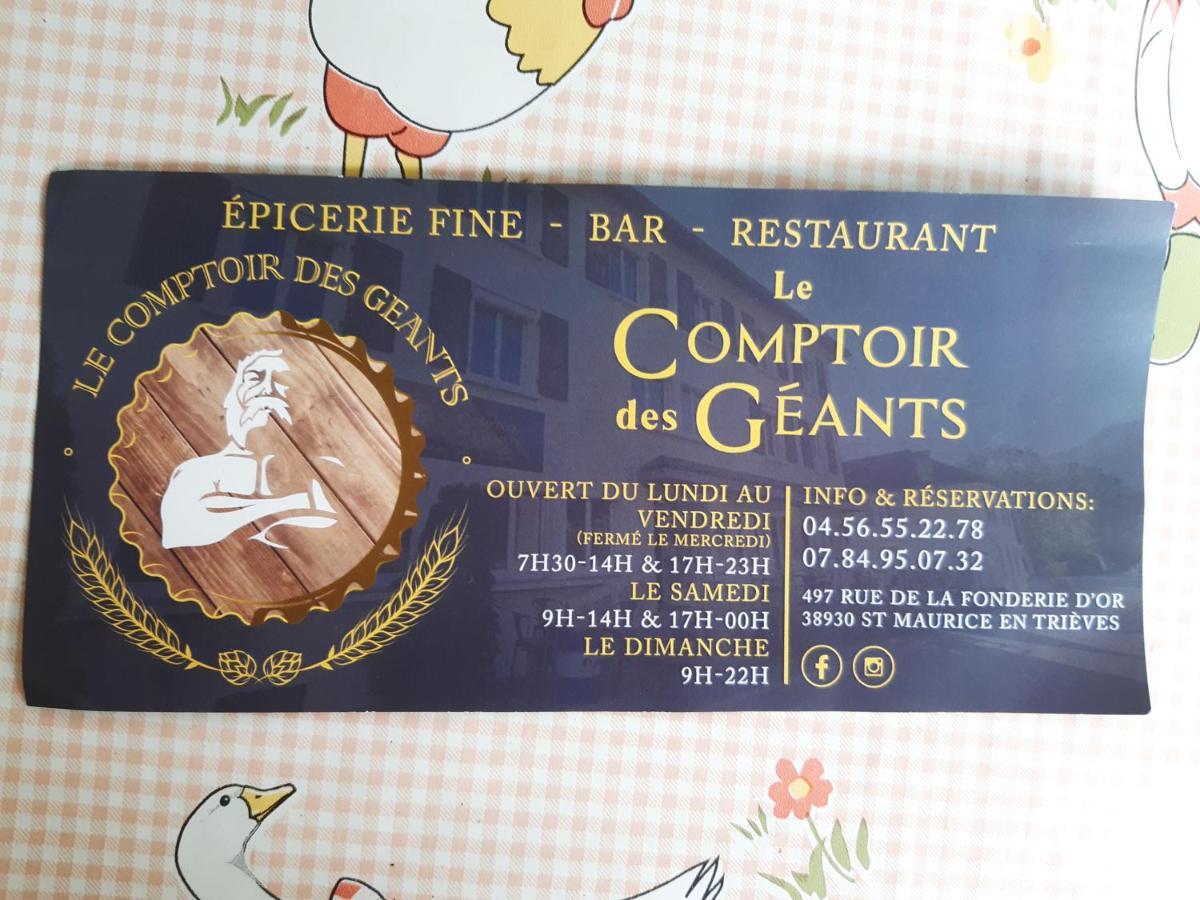 ÉPICERIE FINE - BAR - RESTAURANT
LE COMPTOIR DES GEANTS
Le
COMPTOIR
des GÉANTS
OUVERT DU LUNDI AU
VENDREDI
(FERMÉ LE MERCREDI)
7H30-14H & 17H-23H
LE SAMEDI
9H-14H & 17H-00H
LE DIMANCHE
9H-22H
INFO & RÉSERVATIONS:
04.56.55.22.78
07.84.95.07.32
497 RUE DE LA FONDERIE D'OR
38930 ST MAURICE EN TRIÈVES